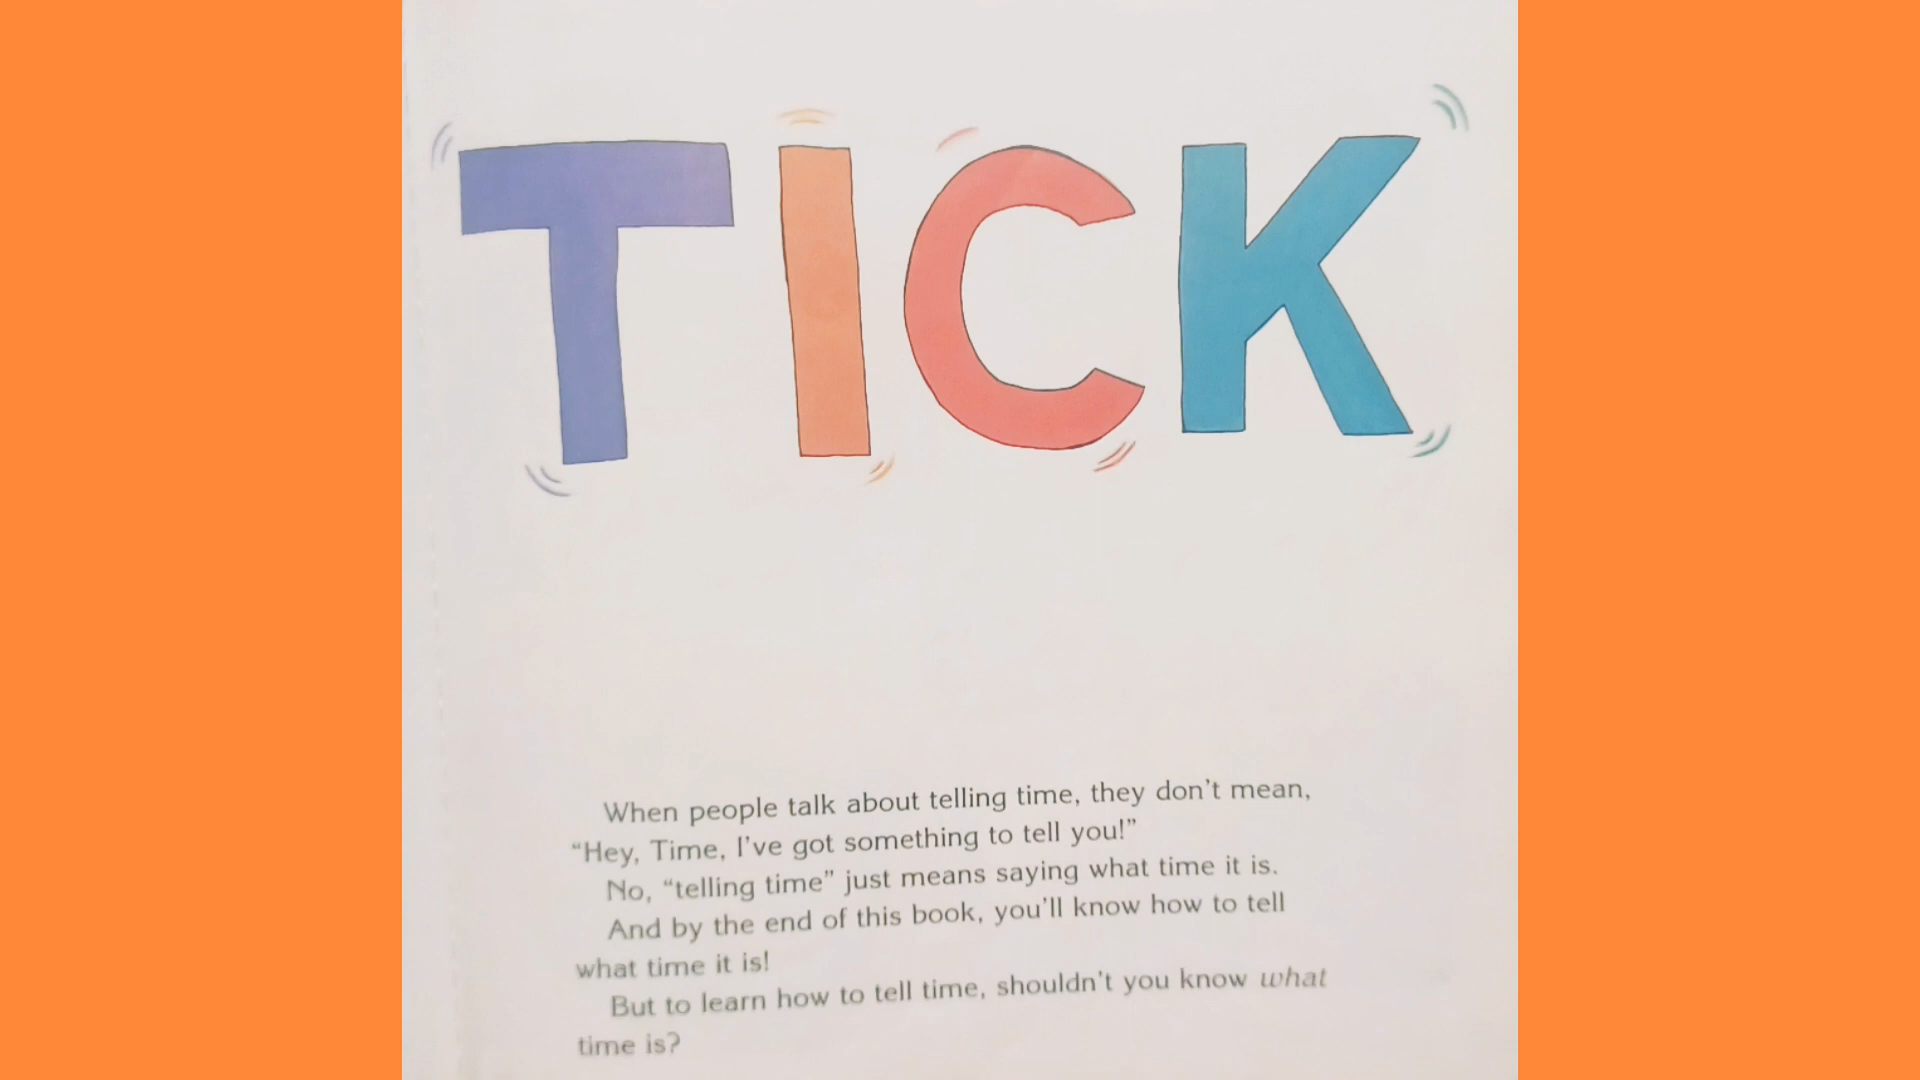 TICK
When people talk about telling time, they don't mean,
“Hey, Time, I've got something to tell you!”
No, “telling time” just means saying what time it is.
And by the end of this book, you'll know how to tell
what time it is!
But to learn how to tell time, shouldn't you know what
time is?